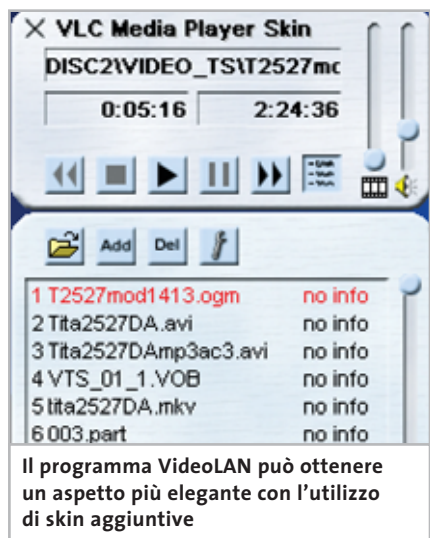 VLC Media Player Skin
DISC2\VIDEO_TS\T2527mc
0:05:16 2:24:36
Add Del
1 T2527mod1413.ogm no info
2 Tita2527DA.avi no info
3 Tita2527DAmp3ac3.avi no info
4 VTS_01_1.VOB no info
5 tita2527DA.mkv no info
6 003.part no info
Il programma VideoLAN può ottenere
un aspetto più elegante con l'utilizzo
di skin aggiuntive